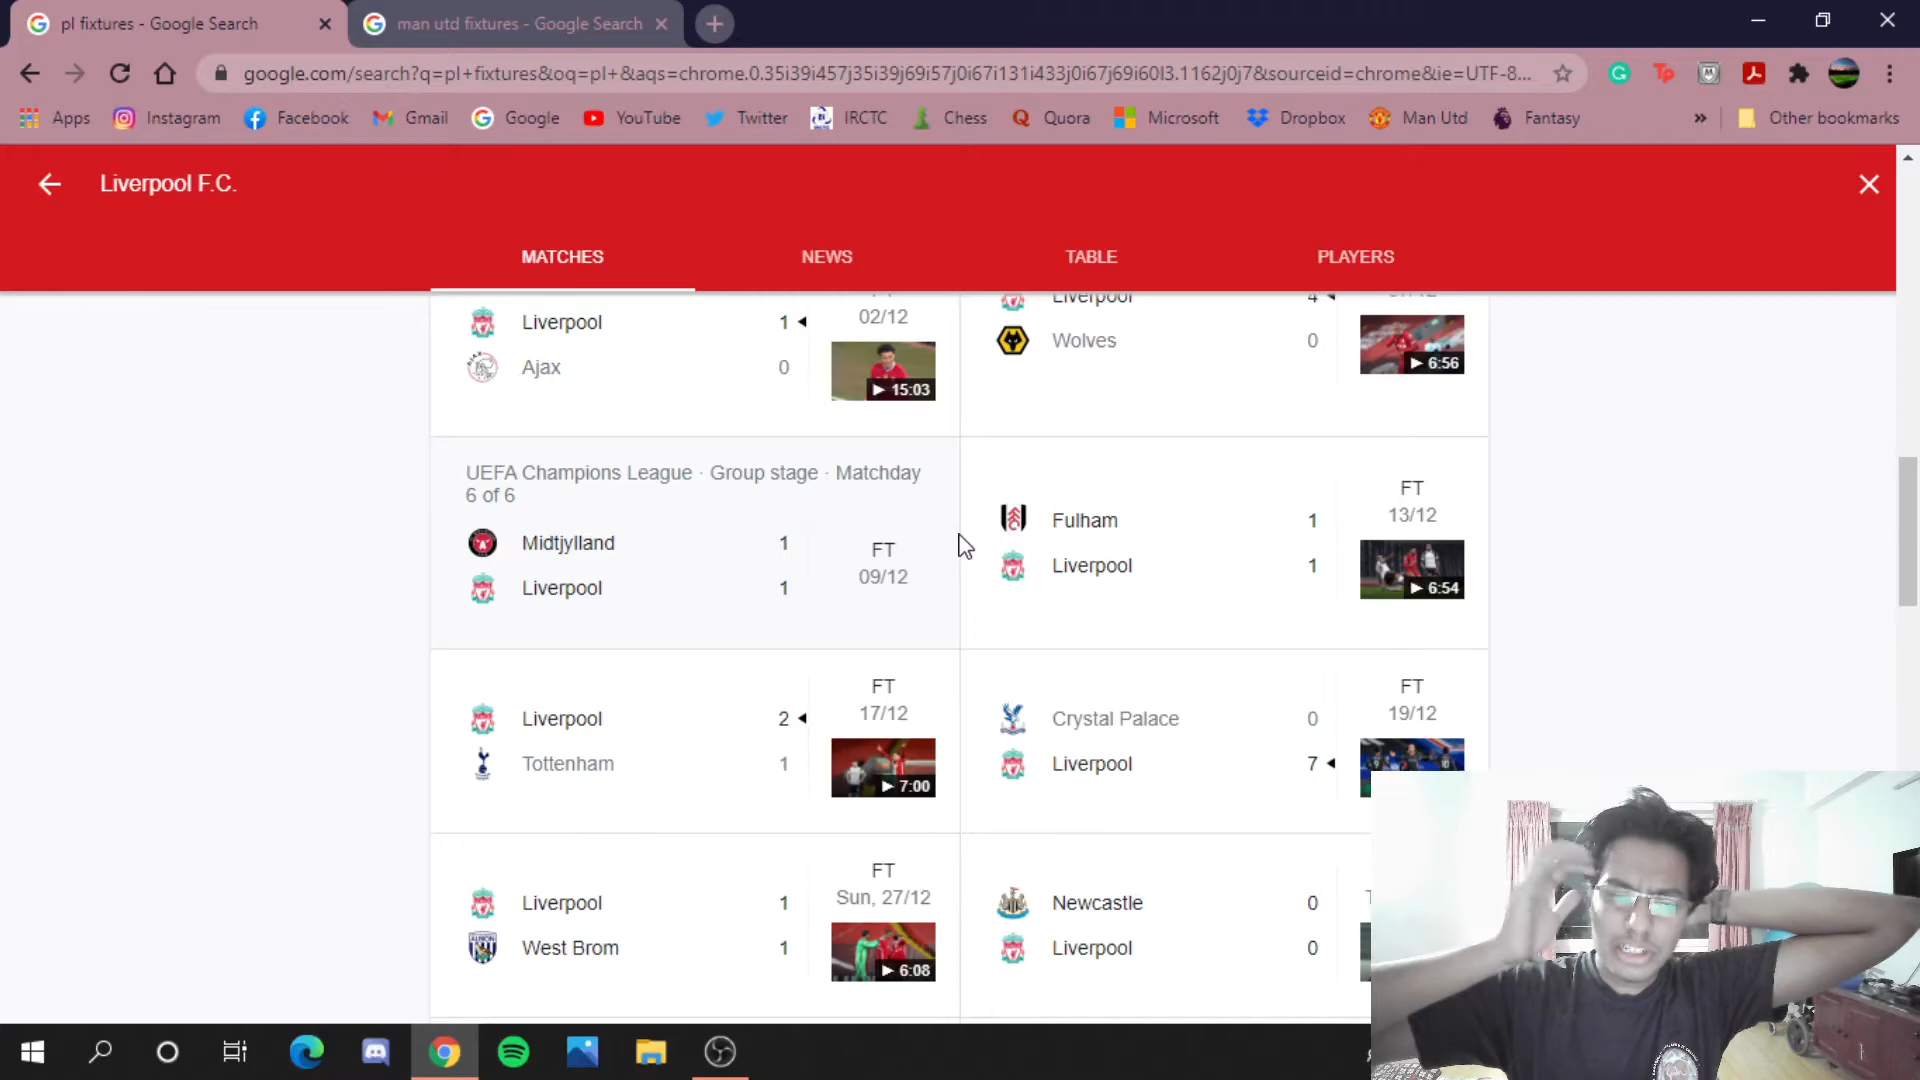 pl fixtures - Google Search
man utd fixtures - Google Search
google.com/search?q=pl+fixtures&oq=pl+&aqs=chrome.0.35i39i457j35i39j69i57j0i67i131i433j0i67j69i60l3.1162j0j7&sourceid=chrome&ie=UTF-8...
Apps Instagram Facebook Gmail Google YouTube Twitter IRCTC Chess Quora Microsoft Dropbox Man Utd Fantasy » Other bookmarks
Liverpool F.C.
MATCHES NEWS TABLE PLAYERS
Liverpool 1 02/12
Ajax 0
15:03
Liverpool 4
Wolves 0
6:56
UEFA Champions League · Group stage · Matchday
6 of 6
Midtjylland 1
Liverpool 1
FT
09/12
Fulham 1
Liverpool 1
FT
13/12
6:54
Liverpool 2
Tottenham 1
FT
17/12
7:00
Crystal Palace 0
Liverpool 7
FT
19/12
Liverpool 1
West Brom 1
FT
Sun, 27/12
6:08
Newcastle 0
Liverpool 0